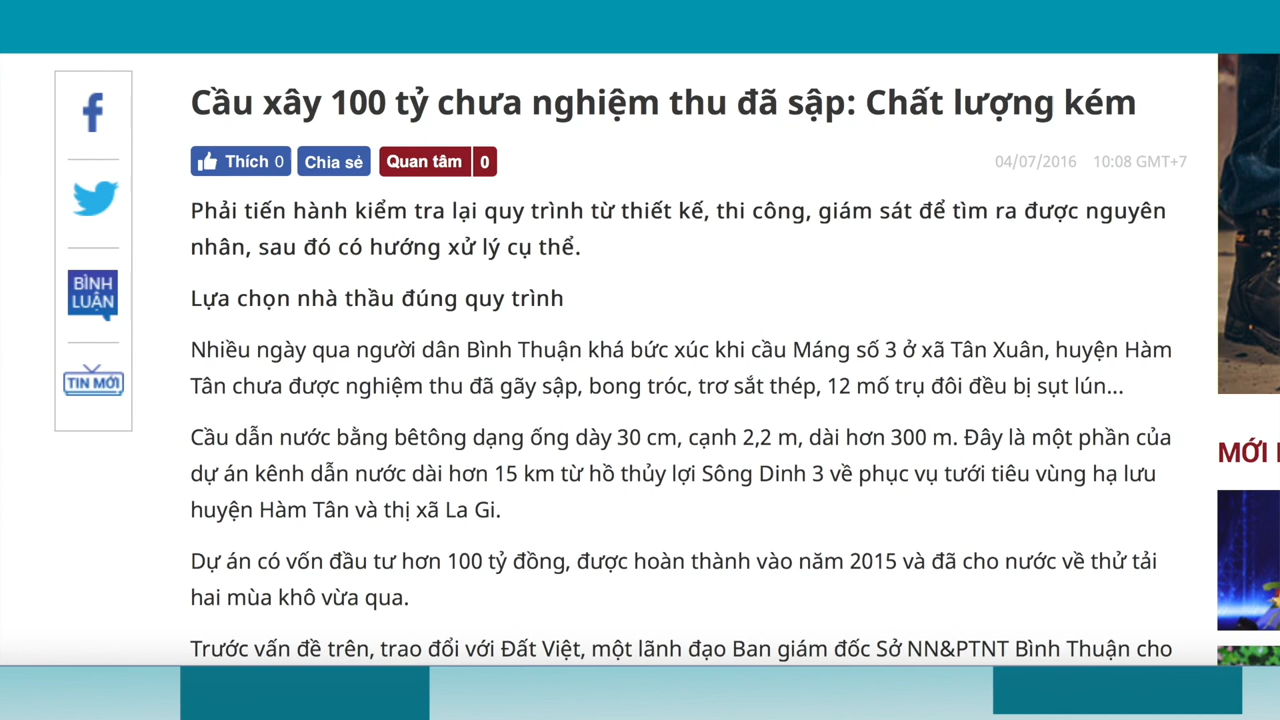 Cầu xây 100 tỷ chưa nghiệm thu đã sập: Chất lượng kém
Thích 0 Chia sẻ Quan tâm 0
04/07/2016 10:08 GMT+7
Phải tiến hành kiểm tra lại quy trình từ thiết kế, thi công, giám sát để tìm ra được nguyên
nhân, sau đó có hướng xử lý cụ thể.
BÌNH
LUẬN
Lựa chọn nhà thầu đúng quy trình
TIN MỚI
Nhiều ngày qua người dân Bình Thuận khá bức xúc khi cầu Máng số 3 ở xã Tân Xuân, huyện Hàm
Tân chưa được nghiệm thu đã gãy sập, bong tróc, trơ sắt thép, 12 mố trụ đôi đều bị sụt lún...
Cầu dẫn nước bằng bêtông dạng ống dày 30 cm, cạnh 2,2 m, dài hơn 300 m. Đây là một phần của
dự án kênh dẫn nước dài hơn 15 km từ hồ thủy lợi Sông Dinh 3 về phục vụ tưới tiêu vùng hạ lưu
huyện Hàm Tân và thị xã La Gi.
MỚI
Dự án có vốn đầu tư hơn 100 tỷ đồng, được hoàn thành vào năm 2015 và đã cho nước về thử tải
hai mùa khô vừa qua.
Trước vấn đề trên, trao đổi với Đất Việt, một lãnh đạo Ban giám đốc Sở NN&PTNT Bình Thuận cho